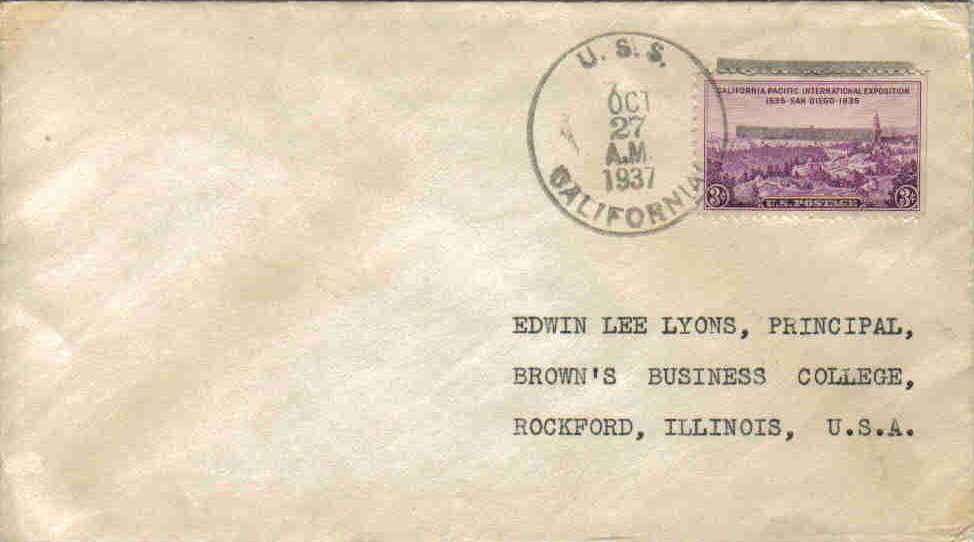 U. S. S.
OCT
27
A.M.
1937
CALIFORNIA
CALIFORNIA PACIFIC INTERNATIONAL EXPOSITION
1935-SAN DIEGO-1935
3¢ U.S. POSTAGE 3¢
EDWIN LEE LYONS, PRINCIPAL,
BROWN'S BUSINESS COLLEGE,
ROCKFORD, ILLINOIS, U.S.A.